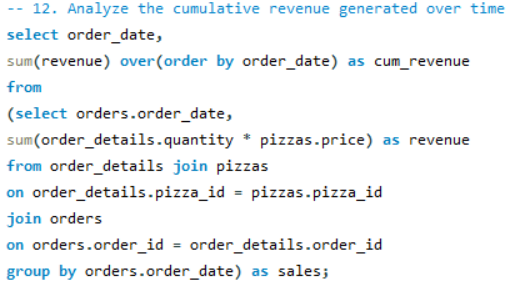 -- 12. Analyze the cumulative revenue generated over time
select order_date,
sum(revenue) over(order by order_date) as cum_revenue
from
(select orders.order_date,
sum(order_details.quantity * pizzas.price) as revenue
from order_details join pizzas
on order_details.pizza_id = pizzas.pizza_id
join orders
on orders.order_id = order_details.order_id
group by orders.order_date) as sales;